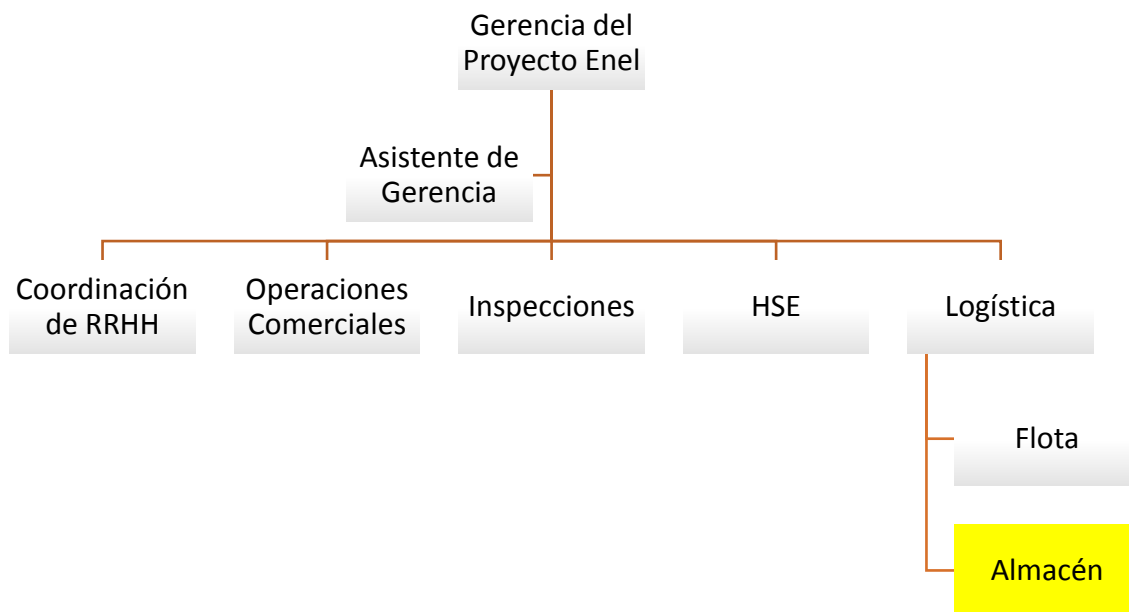 Gerencia del
Proyecto Enel
Asistente de
Gerencia
Coordinación
de RRHH
Operaciones
Comerciales
Inspecciones
HSE
Logística
Flota
Almacén